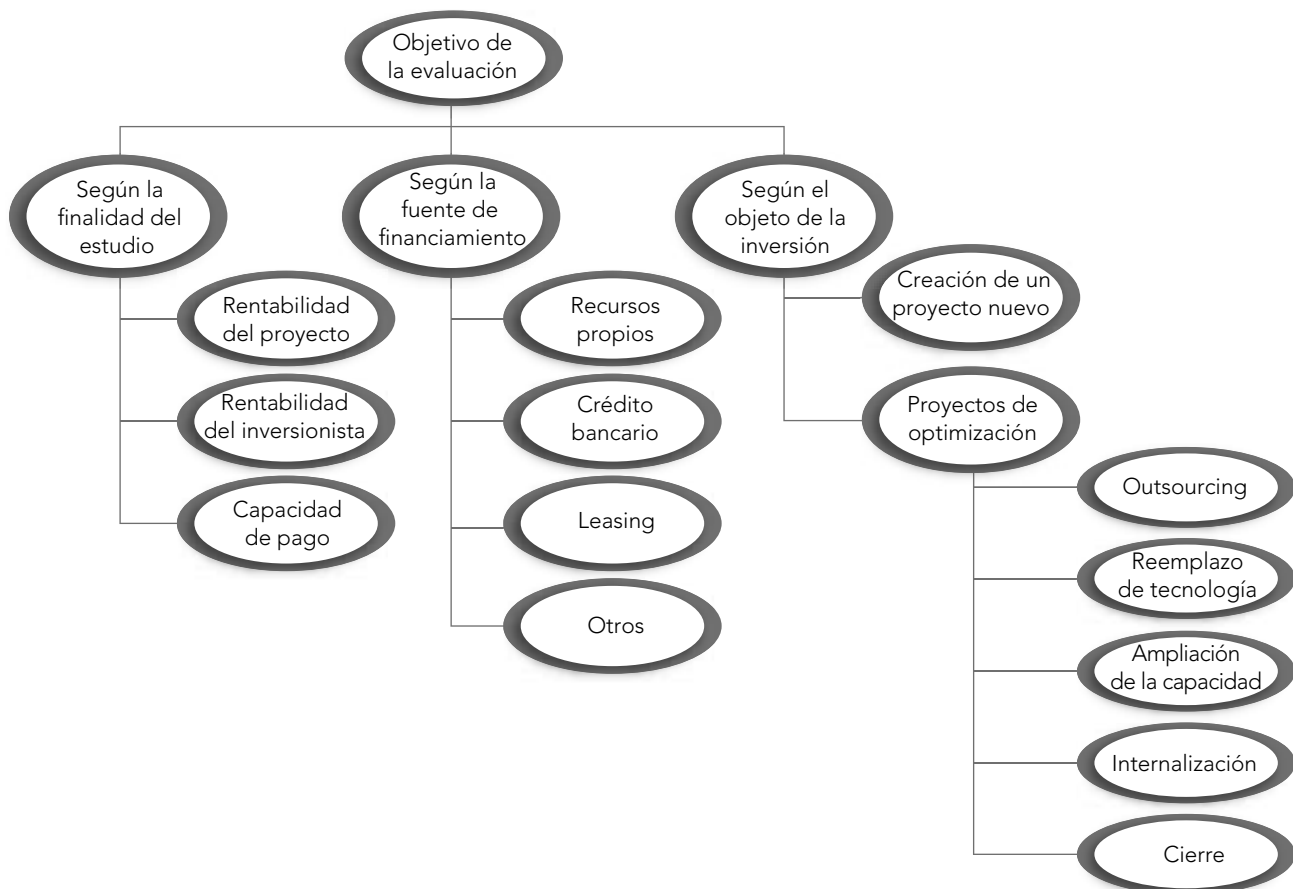 Objetivo de
la evaluación
Según la
finalidad del
estudio
Rentabilidad
del proyecto
Rentabilidad
del inversionista
Capacidad
de pago
Según la
fuente de
financiamiento
Recursos
propios
Crédito
bancario
Leasing
Otros
Según el
objeto de la
inversión
Creación de un
proyecto nuevo
Proyectos de
optimización
Outsourcing
Reemplazo
de tecnología
Ampliación
de la capacidad
Internalización
Cierre